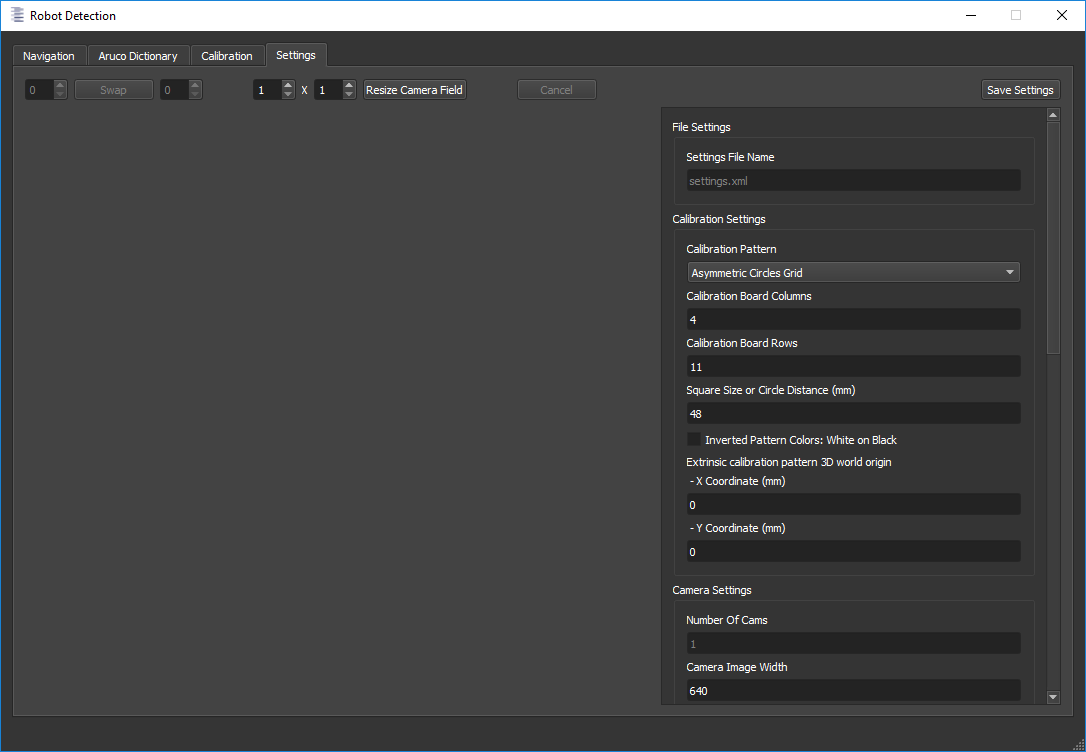 Robot Detection
Navigation Aruco Dictionary Calibration Settings
0 Swap 0 1 X 1 Resize Camera Field Cancel Save Settings
File Settings
Settings File Name
settings.xml
Calibration Settings
Calibration Pattern
Asymmetric Circles Grid
Calibration Board Columns
4
Calibration Board Rows
11
Square Size or Circle Distance (mm)
48
Inverted Pattern Colors: White on Black
Extrinsic calibration pattern 3D world origin
- X Coordinate (mm)
0
- Y Coordinate (mm)
0
Camera Settings
Number Of Cams
1
Camera Image Width
640